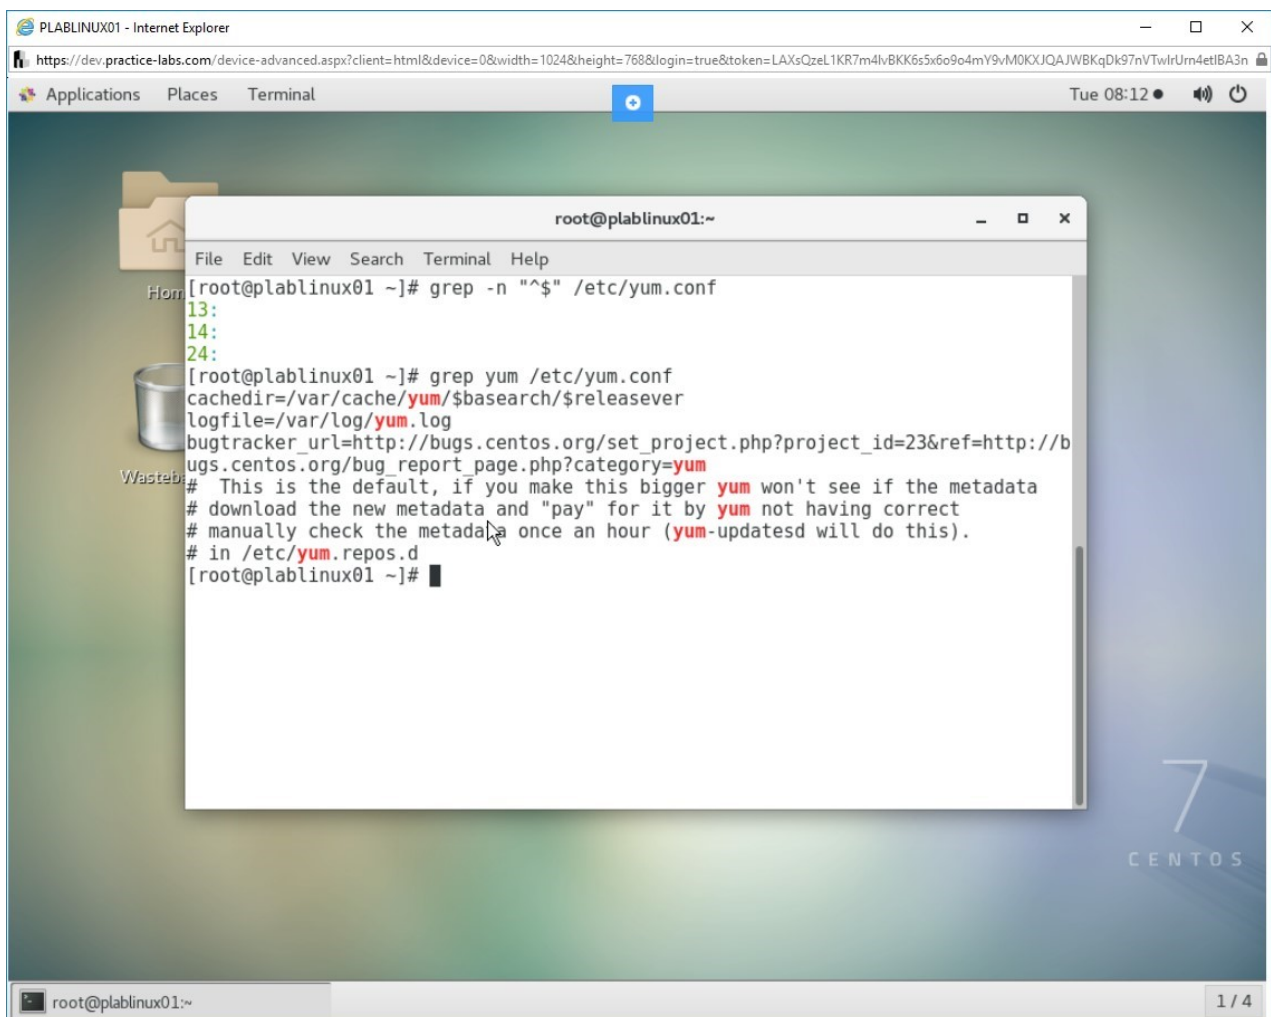 PLABLINUX01 - Internet Explorer
https://dev.practice-labs.com/device-advanced.aspx?client=html&device=0&width=1024&height=768&login=true&token=
Applications Places Terminal Tue 08:12
root@plablinux01:~
File Edit View Search Terminal Help
Hom
[root@plablinux01 ~]# grep -n "^$" /etc/yum.conf
13:
14:
24:
[root@plablinux01 ~]# grep yum /etc/yum.conf
cachedir=/var/cache/yum/$basearch/$releasever
logfile=/var/log/yum.log
bugtracker_url=http://bugs.centos.org/set_project.php?project_id=23&ref=http://b
ugs.centos.org/bug_report_page.php?category=yum
Wasteb
#  This is the default, if you make this bigger yum won't see if the metadata
# download the new metadata and "pay" for it by yum not having correct
# manually check the metadata once an hour (yum-updatesd will do this).
# in /etc/yum.repos.d
[root@plablinux01 ~]#
7
CENTOS
root@plablinux01:~
1 / 4